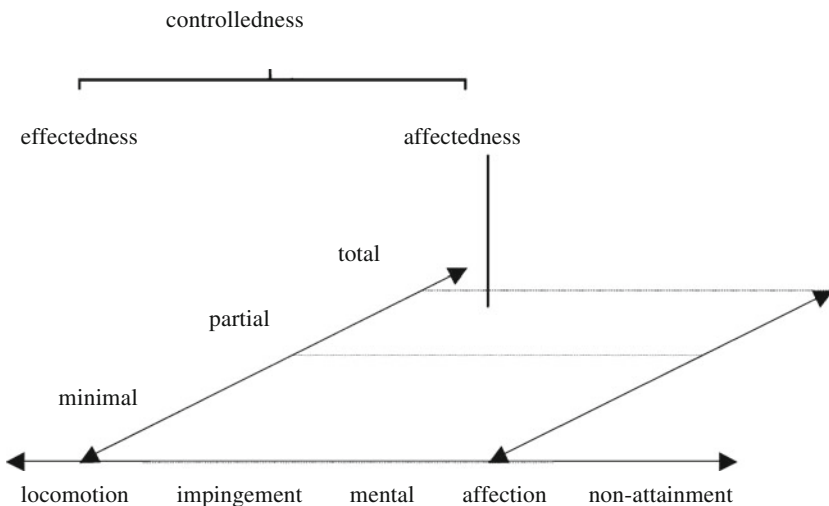 controlledness
effectedness affectedness
total
partial
minimal
locomotion impingement mental affection non-attainment